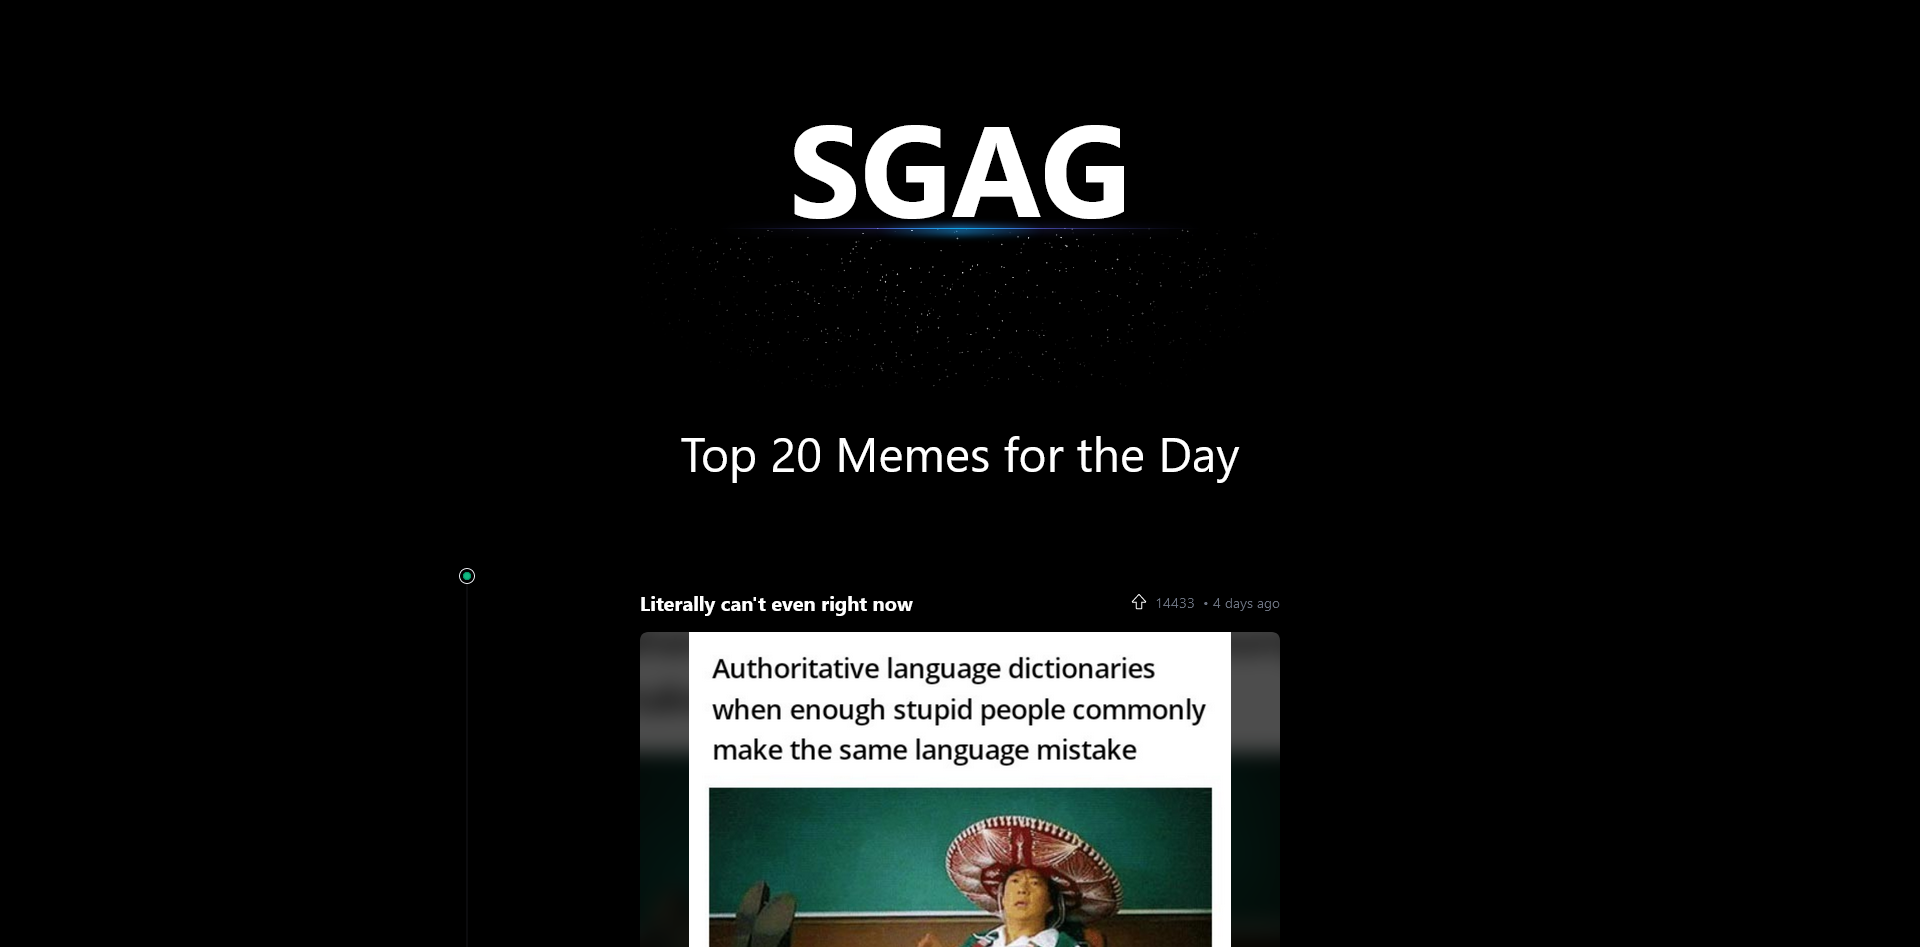 SGAG
Top 20 Memes for the Day
Literally can't even right now
14433 • 4 days ago
Authoritative language dictionaries
when enough stupid people commonly
make the same language mistake